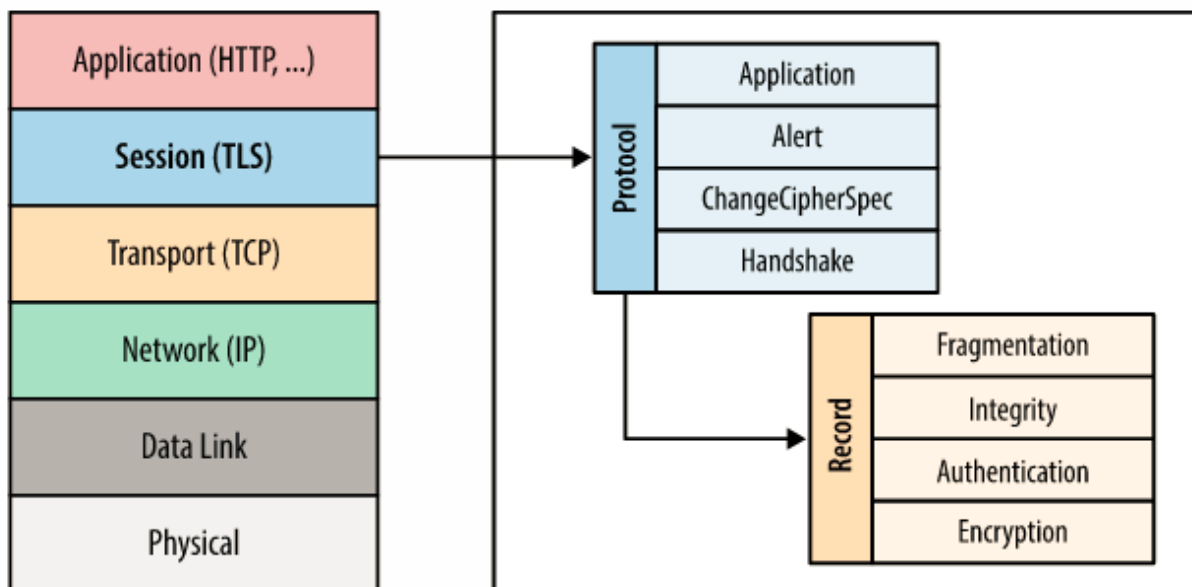 Application (HTTP, ...)
Session (TLS)
Transport (TCP)
Network (IP)
Data Link
Physical
Protocol
Application
Alert
ChangeCipherSpec
Handshake
Record
Fragmentation
Integrity
Authentication
Encryption